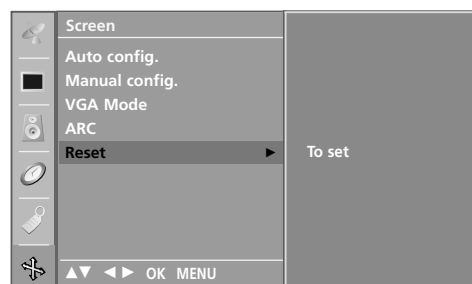 Screen
Auto config.
Manual config.
VGA Mode
ARC
Reset ► To set
▲▼ ◄► OK MENU